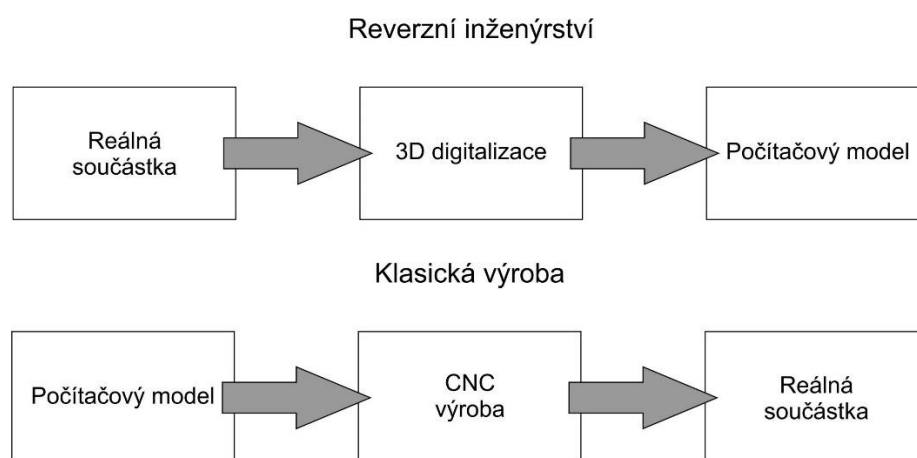 Reverzní inženýrství
Reálná
součástka
3D digitalizace
Počítačový model
Klasická výroba
Počítačový model
CNC
výroba
Reálná
součástka